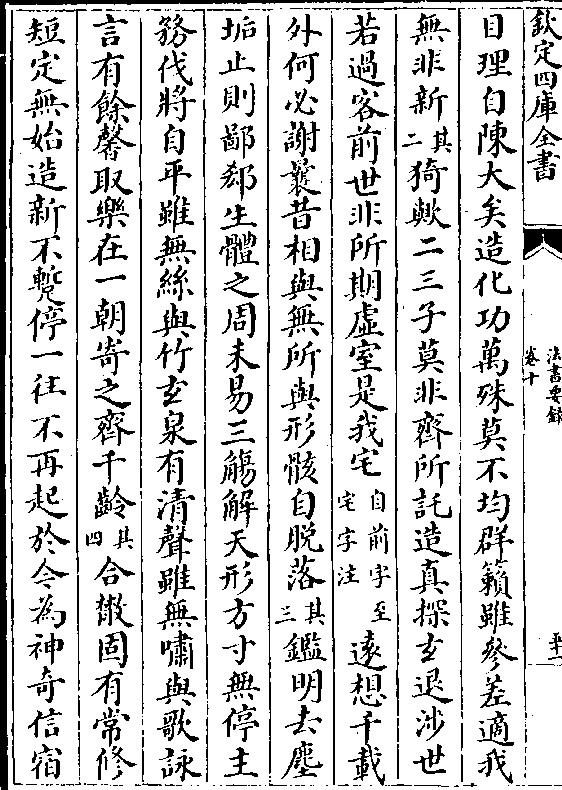 欽定四庫全書
法書要録
卷十
目理自陳大矣造化功萬殊莫不均群籟雖參差適我
無非新其二猗歟二三子莫非齊所託造真探玄退涉世
若過客前世非所期虛室是我宅自前字至宅字注遠想千載
外何必謝曩昔相與無所與形骸自脱落其三鑑明去塵
垢止則鄙郄生體之周未易三觴解天形方寸無停主
務伐將自平雖無絲與竹玄泉有清聲雖無嘯與歌詠
言有餘馨取樂在一朝寄之齊千齡其四合散固有常修
短定無始造新不蹔停一往不再起於今為神奇信宿